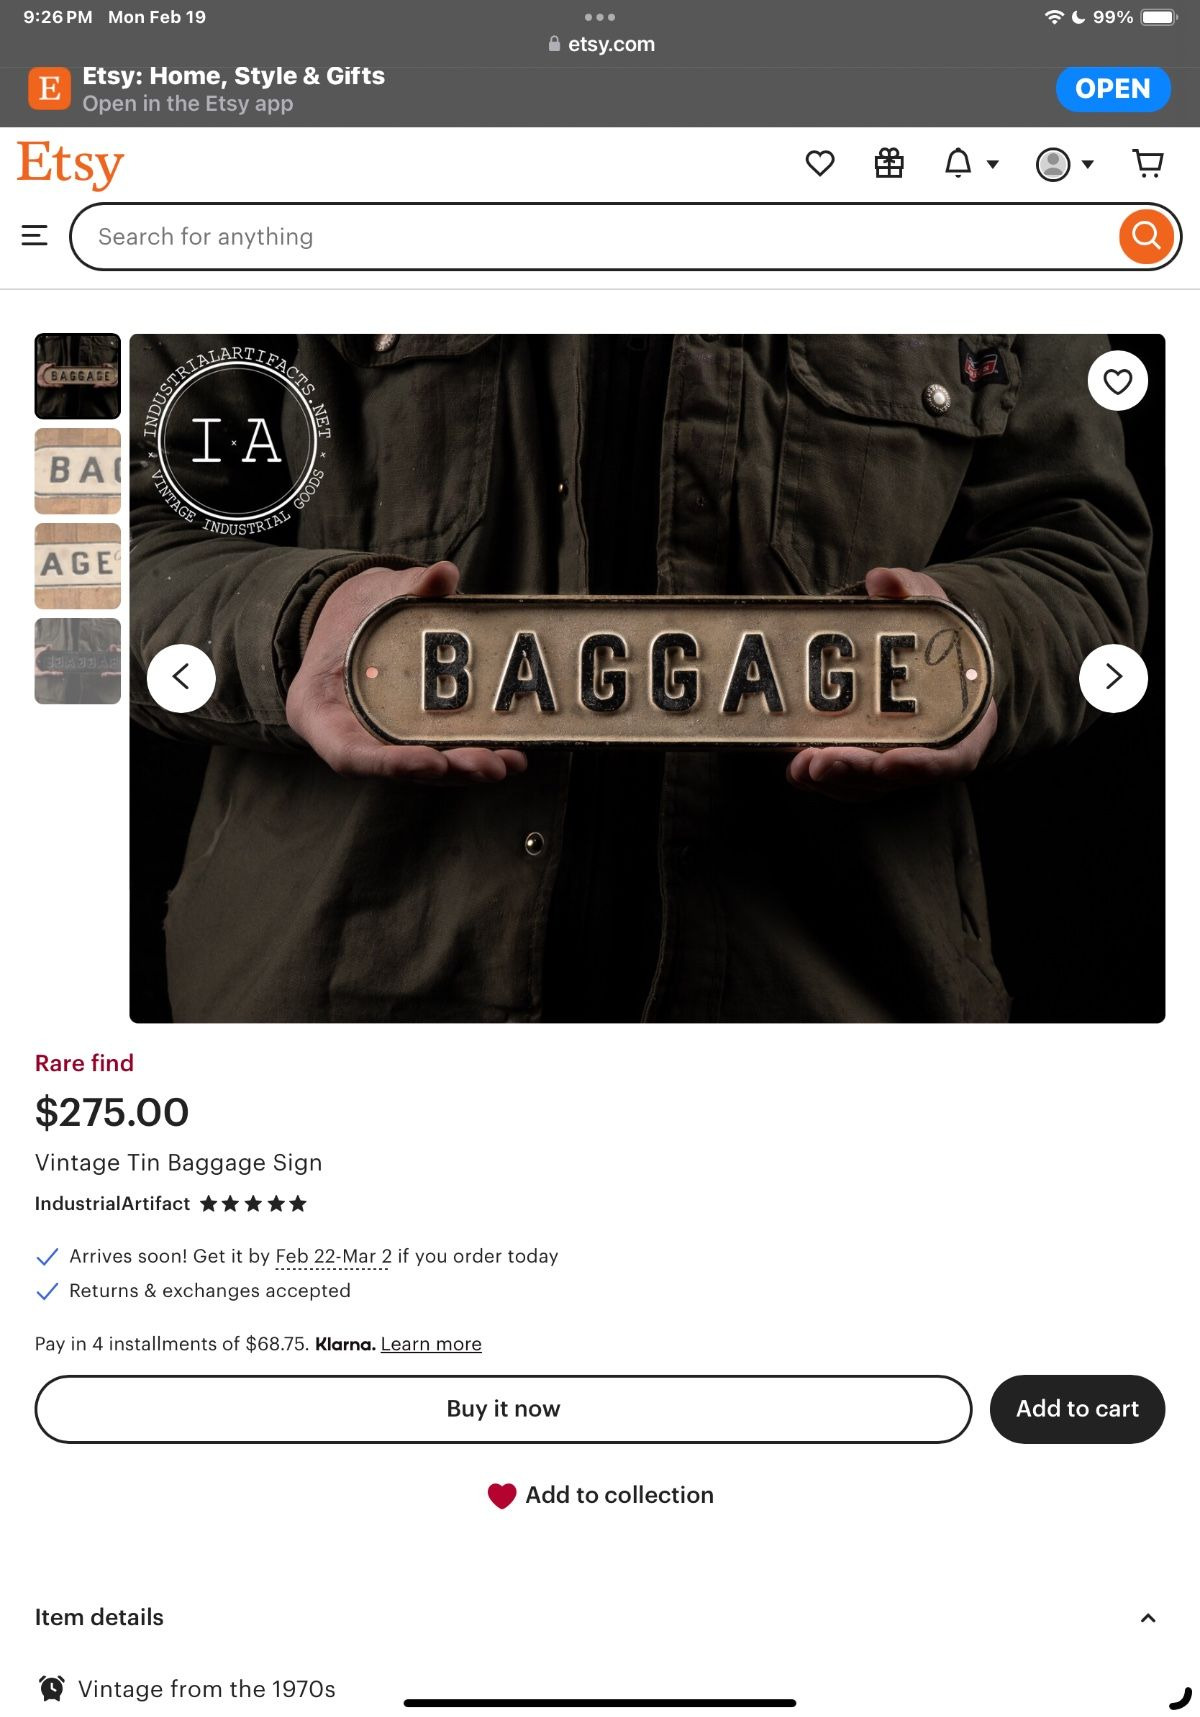 9:26 PM Mon Feb 19
99%
etsy.com
E
Etsy: Home, Style & Gifts
Open in the Etsy app
OPEN
Etsy
Search for anything
BAGGAGE
BAG
AGE
BAGGAGE
INDUSTRIALARTIFACTS.NET
I x A
VINTAGE INDUSTRIAL GOODS
BAGGAGE
Rare find
$275.00
Vintage Tin Baggage Sign
IndustrialArtifact
Arrives soon! Get it by Feb 22-Mar 2 if you order today
Returns & exchanges accepted
Pay in 4 installments of $68.75. Klarna. Learn more
Buy it now
Add to cart
Add to collection
Item details
Vintage from the 1970s